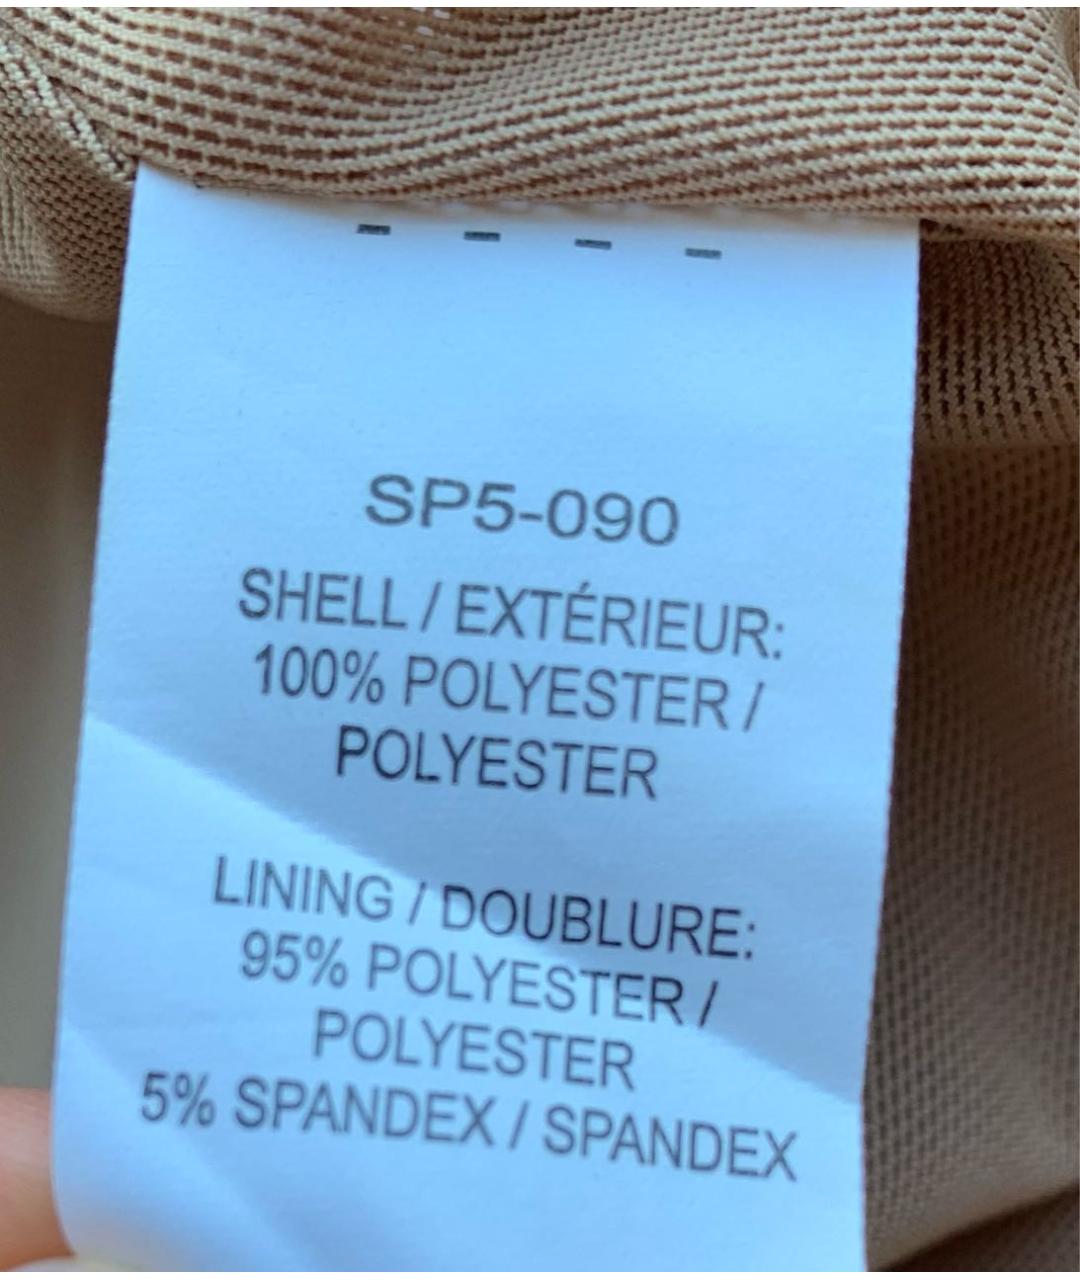 SP5-090
SHELL / EXTÉRIEUR:
100% POLYESTER /
POLYESTER
LINING / DOUBLURE:
95% POLYESTER /
POLYESTER
5% SPANDEX / SPANDEX